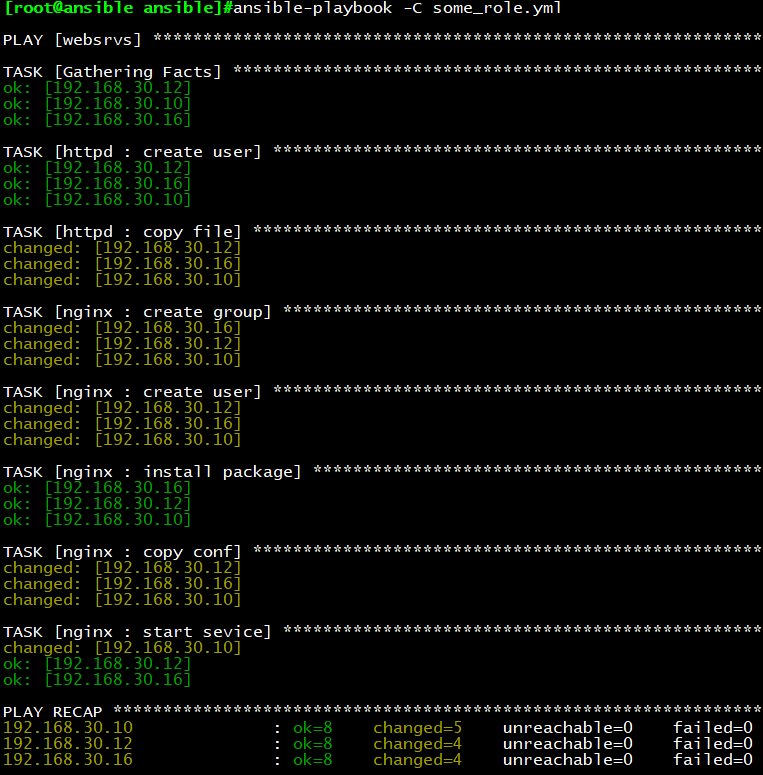 [root@ansible ansible]#ansible-playbook -C some_role.yml
PLAY [websrvs] *************************************************************
TASK [Gathering Facts] *****************************************************
ok: [192.168.30.12]
ok: [192.168.30.10]
ok: [192.168.30.16]
TASK [httpd : create user] *************************************************
ok: [192.168.30.12]
ok: [192.168.30.16]
ok: [192.168.30.10]
TASK [httpd : copy file] ***************************************************
changed: [192.168.30.12]
changed: [192.168.30.16]
changed: [192.168.30.10]
TASK [nginx : create group] ************************************************
changed: [192.168.30.16]
changed: [192.168.30.12]
changed: [192.168.30.10]
TASK [nginx : create user] *************************************************
changed: [192.168.30.12]
changed: [192.168.30.16]
changed: [192.168.30.10]
TASK [nginx : install package] *********************************************
ok: [192.168.30.16]
ok: [192.168.30.12]
ok: [192.168.30.10]
TASK [nginx : copy conf] ***************************************************
changed: [192.168.30.12]
changed: [192.168.30.16]
changed: [192.168.30.10]
TASK [nginx : start sevice] ************************************************
changed: [192.168.30.10]
ok: [192.168.30.12]
ok: [192.168.30.16]
PLAY RECAP *****************************************************************
192.168.30.10              : ok=8    changed=5    unreachable=0    failed=0
192.168.30.12              : ok=8    changed=4    unreachable=0    failed=0
192.168.30.16              : ok=8    changed=4    unreachable=0    failed=0